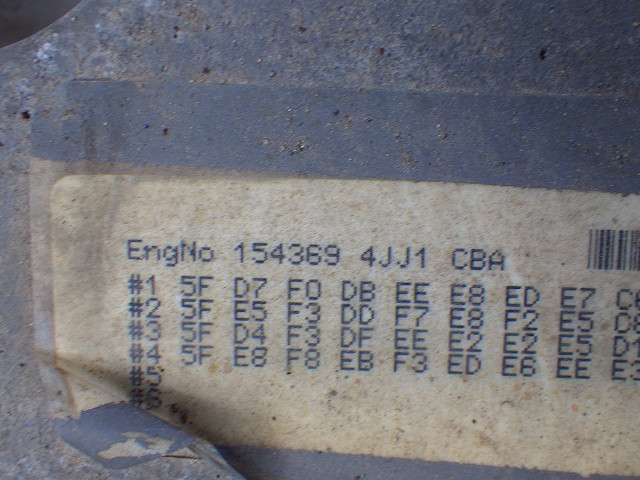 EngNo 154369 4JJ1 CBA
#1 5F D7 F0 DB EE E8 ED E7
#2 5F E5 F3 DD F7 E8 F2 E5
#3 5F D4 F3 DF EE E2 E2 E5
#4 5F E8 F8 EB F3 ED E6 EE
#5